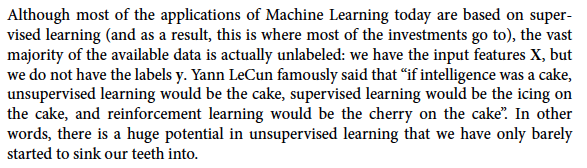 Although most of the applications of Machine Learning today are based on super‐
vised learning (and as a result, this is where most of the investments go to), the vast
majority of the available data is actually unlabeled: we have the input features X, but
we do not have the labels y. Yann LeCun famously said that “if intelligence was a cake,
unsupervised learning would be the cake, supervised learning would be the icing on
the cake, and reinforcement learning would be the cherry on the cake”. In other
words, there is a huge potential in unsupervised learning that we have only barely
started to sink our teeth into.